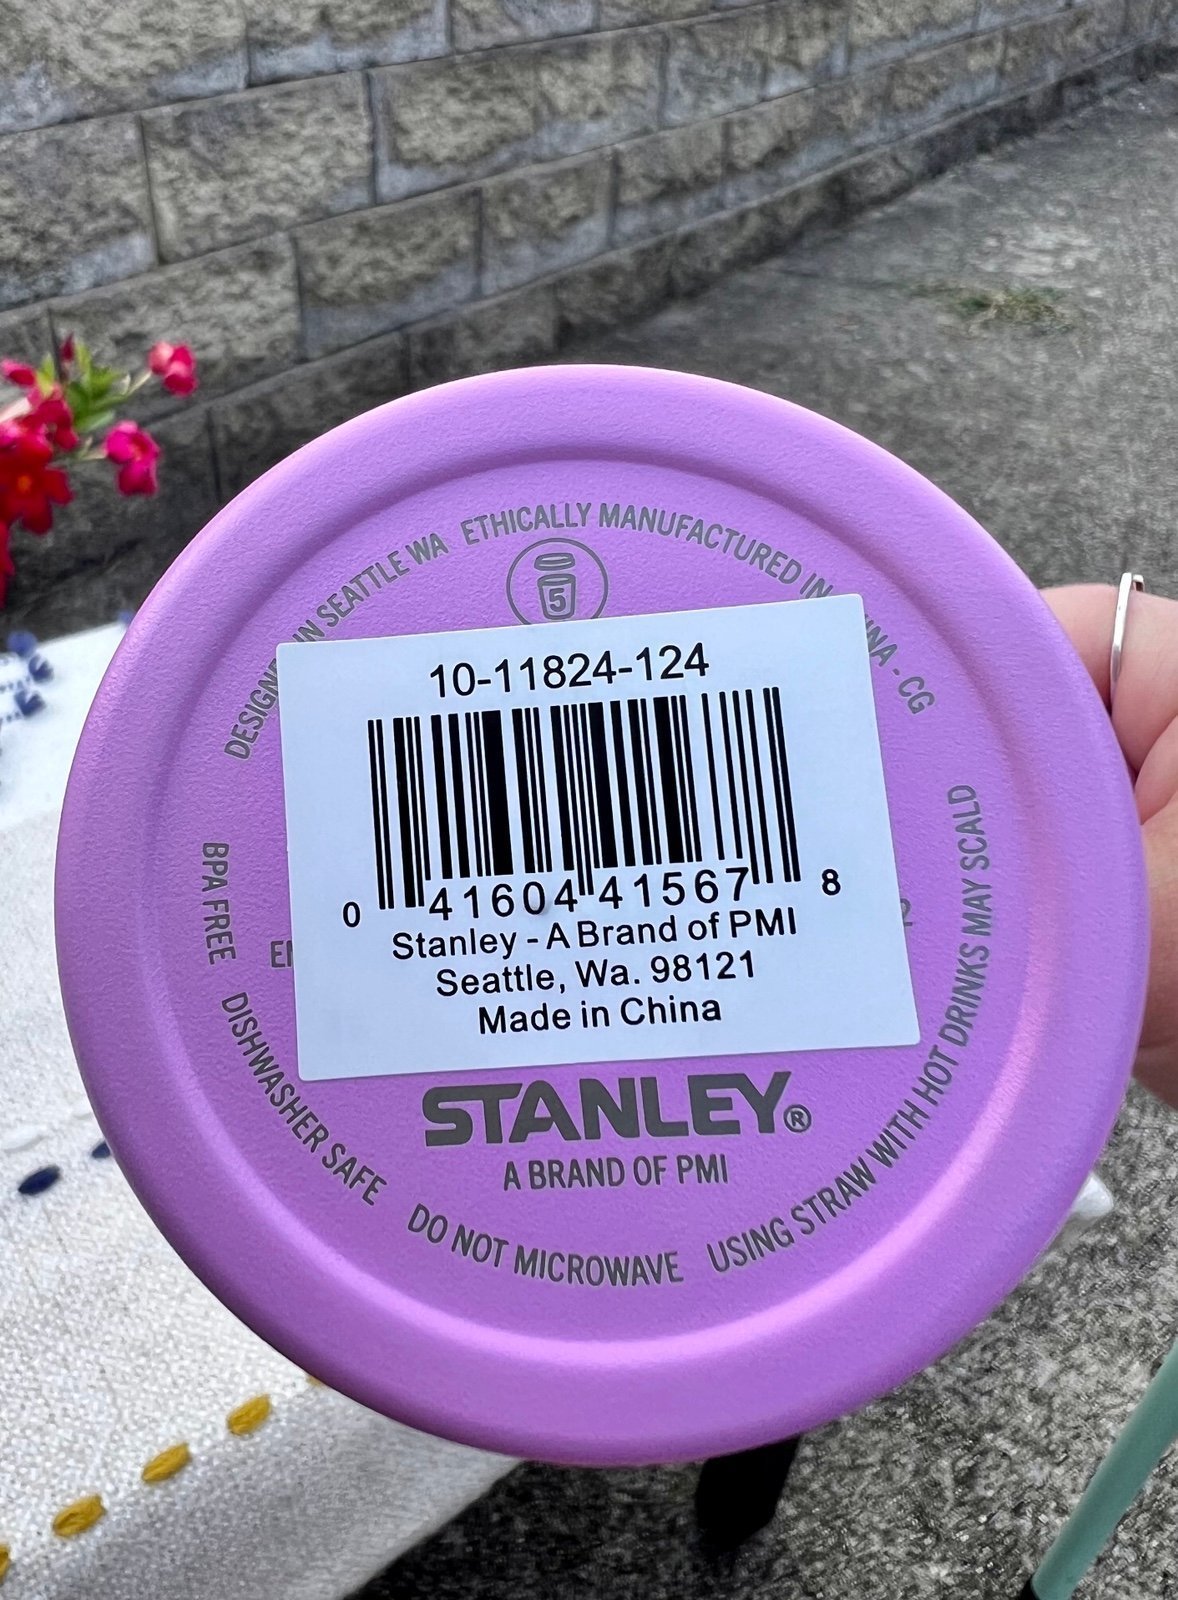 IN SEATTLE WA ETHICALLY MANUFACTURED IN - CG
5
10-11824-124
0 41604 41567 8
Stanley - A Brand of PMI
Seattle, Wa. 98121
Made in China
STANLEY®
A BRAND OF PMI
BPA FREE DISHWASHER SAFE DO NOT MICROWAVE USING STRAW WITH HOT DRINKS MAY SCALD